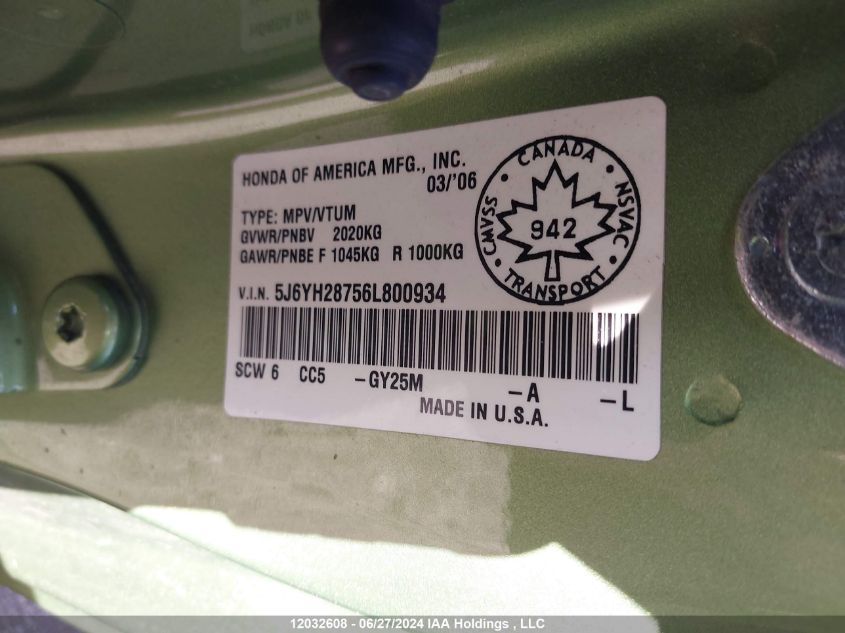 HONDA OF AMERICA MFG., INC.
03/'06
TYPE: MPV/VTUM
GVWR/PNBV 2020KG
GAWR/PNBE F 1045KG R 1000KG
V.I.N. 5J6YH28756L800934
SCW 6 CC5 -GY25M -A -L
MADE IN U.S.A.
CANADA
CMVSS
NSVAC
942
TRANSPORT
12032608 - 06/27/2024 IAA Holdings , LLC